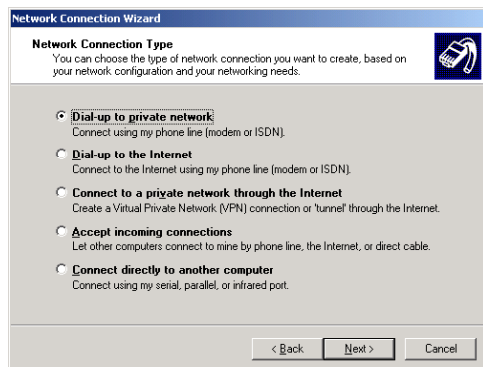 Network Connection Wizard
Network Connection Type
You can choose the type of network connection you want to create, based on
your network configuration and your networking needs.
Dial-up to private network
Connect using my phone line (modem or ISDN).
Dial-up to the Internet
Connect to the Internet using my phone line (modem or ISDN).
Connect to a private network through the Internet
Create a Virtual Private Network (VPN) connection or 'tunnel' through the Internet.
Accept incoming connections
Let other computers connect to mine by phone line, the Internet, or direct cable.
Connect directly to another computer
Connect using my serial, parallel, or infrared port.
< Back Next > Cancel